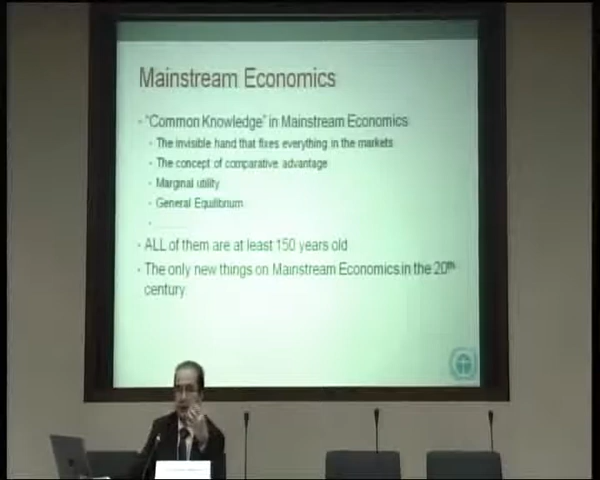 Mainstream Economics
"Common Knowledge" in Mainstream Economics
The invisible hand that fixes everything in the markets
The concept of comparative advantage
Marginal utility
General Equilibrium
...........
ALL of them are at least 150 years old
The only new things on Mainstream Economics in the 20th
century